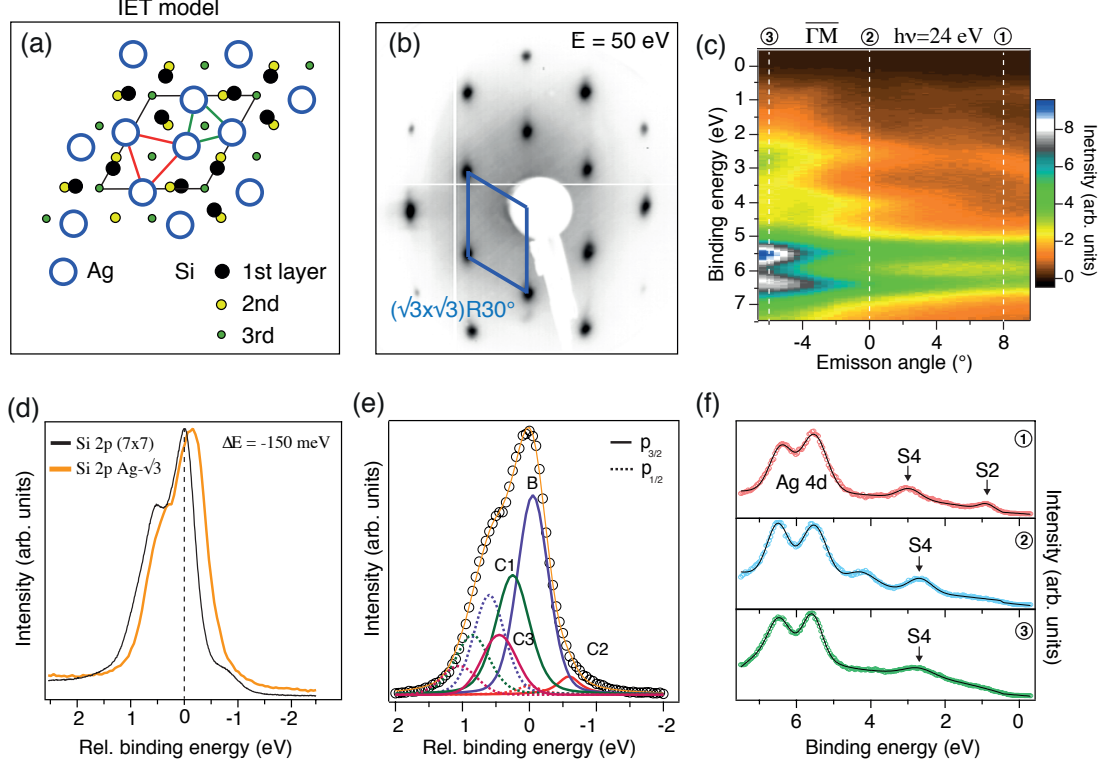 IET model
(a)
Ag
Si
1st layer
2nd
3rd
(b)
E = 50 eV
(√3x√3)R30°
(c)
③
ΓM
②
hν=24 eV
①
0
1
2
3
4
5
6
7
Binding energy (eV)
-4
0
4
8
Emisson angle (°)
8
6
4
2
0
Inetnsity (arb. units)
(d)
Si 2p (7x7)
ΔE = -150 meV
Si 2p Ag-√3
Intensity (arb. units)
2
1
0
-1
-2
Rel. binding energy (eV)
(e)
p3/2
p1/2
B
C1
C3
C2
Intensity (arb. units)
2
1
0
-1
-2
Rel. binding energy (eV)
(f)
①
S4
S2
Ag 4d
②
S4
③
S4
Intensity (arb. units)
6
4
2
0
Binding energy (eV)